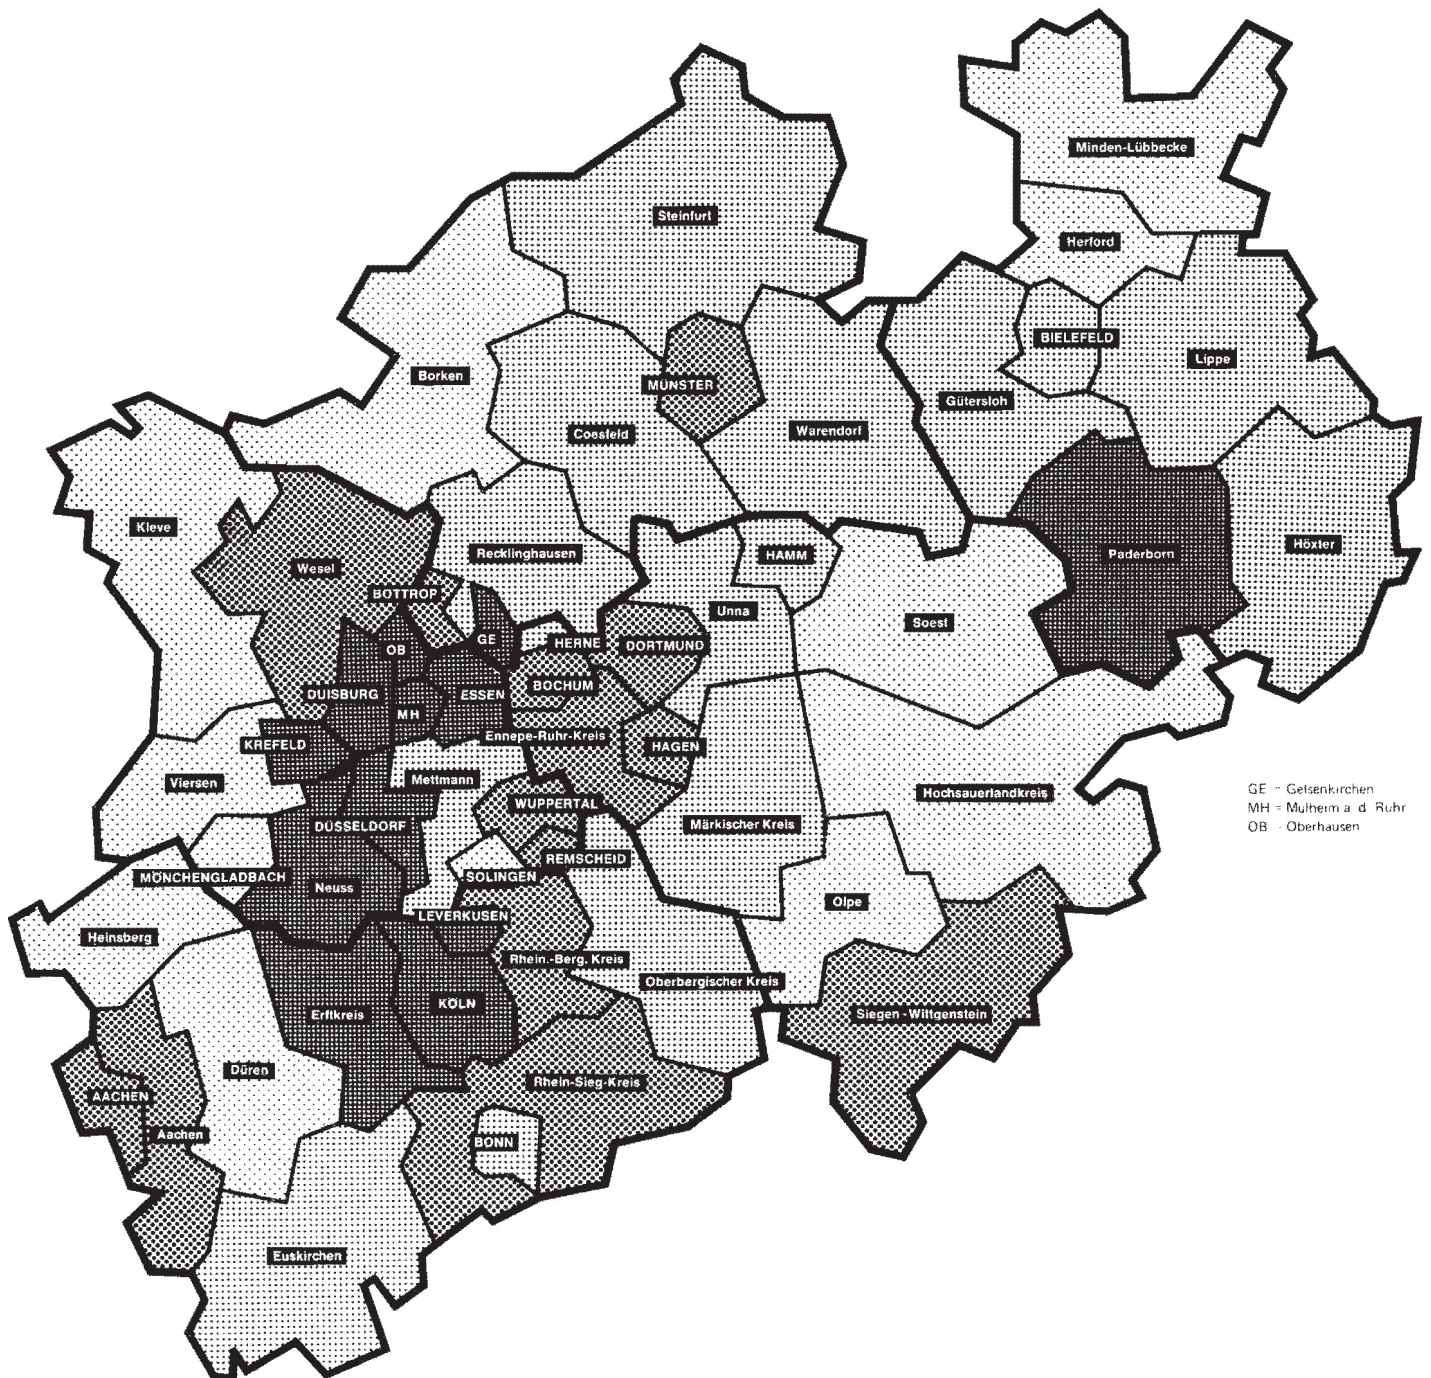 Minden-Lübbecke
Steinfurt
Herford
BIELEFELD
Lippe
Borken
MÜNSTER
Gütersloh
Coesfeld
Warendorf
Kleve
Recklinghausen
HAMM
Paderborn
Höxter
Wesel
BOTTROP
Unna
Soest
GE
HERNE
DORTMUND
OB
BOCHUM
DUISBURG
ESSEN
MH
Ennepe-Ruhr-Kreis
KREFELD
HAGEN
Viersen
Mettmann
Hochsauerlandkreis
GE - Gelsenkirchen
MH = Mulheim a d Ruhr
OB - Oberhausen
WUPPERTAL
DÜSSELDORF
Märkischer Kreis
REMSCHEID
MÖNCHENGLADBACH
SOLINGEN
Neuss
Olpe
LEVERKUSEN
Heinsberg
Rhein.-Berg. Kreis
Oberbergischer Kreis
KÖLN
Erftkreis
Siegen-Wittgenstein
Düren
Rhein-Sieg-Kreis
AACHEN
Aachen
BONN
Euskirchen